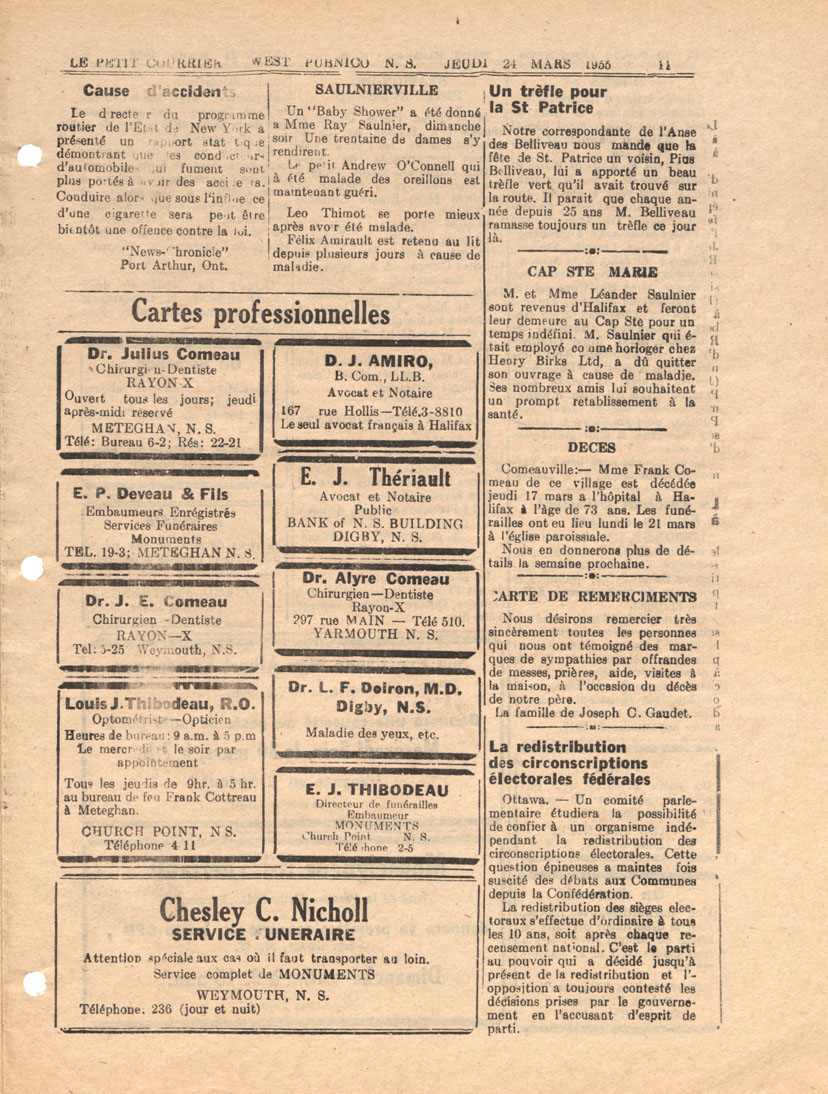 LE PETIT COURRIER WEST PUBNICO N. S. JEUDI 24 MARS 1955 11
Cause d'accidents
Le directe r du programme
routier de l'Etat de New York a
présenté un rapport stat t que
démontrant que les cond ct urs
d'automobiles qui fument sont
plus portés à avoir des acci e ts.
Conduire alors que sous l'influe ce
d'une cigarette sera peut être
bientôt une offence contre la loi.
"News-Chronicle"
Port Arthur, Ont.
SAULNIERVILLE
Un "Baby Shower" a été donné
a Mme Ray Saulnier, dimanche
soir Une trentaine de dames s'y
rendirent.
Le petit Andrew O'Connell qui
à été malade des oreillons est
maintenant guéri.
Leo Thimot se porte mieux
après avoir été malade.
Félix Amirault est retenu au lit
depuis plusieurs jours à cause de
maladie.
Cartes professionnelles
Dr. Julius Comeau
Chirurgien-Dentiste
RAYON-X
Ouvert tous les jours; jeudi
après-midi réservé
METEGHAN, N. S.
Télé: Bureau 6-2; Rés: 22-21
E. P. Deveau & Fils
Embaumeurs Enrégistrés
Services Funéraires
Monuments
TEL. 19-3; METEGHAN N. S.
Dr. J. E. Comeau
Chirurgien -Dentiste
RAYON—X
Tel: 5-25 Weymouth, N.S.
Louis J. Thibodeau, R.O.
Optométrist—Opticien
Heures de bureau: 9 a.m. à 5 p.m
Le mercredi et le soir par
appointement
Tous les jeudis de 9hr. à 5 hr.
au bureau de feu Frank Cottreau
à Meteghan.
CHURCH POINT, N S.
Téléphone 4 11
D. J. AMIRO,
B. Com., LL.B.
Avocat et Notaire
167 rue Hollis—Télé.3-8810
Le seul avocat français à Halifax
E. J. Thériault
Avocat et Notaire
Public
BANK of N. S. BUILDING
DIGBY, N. S.
Dr. Alyre Comeau
Chirurgien—Dentiste
Rayon-X
297 rue MAIN — Télé 510.
YARMOUTH N. S.
Dr. L. F. Doiron, M.D.
Digby, N.S.
Maladie des yeux, etc.
E. J. THIBODEAU
Directeur de funérailles
Embaumeur
MONUMENTS
Church Point N. S.
Télé hone 2-5
Chesley C. Nicholl
SERVICE .UNERAIRE
Attention spéciale aux cas où il faut transporter au loin.
Service complet de MONUMENTS
WEYMOUTH, N. S.
Téléphone. 236 (jour et nuit)
Un trèfle pour
la St Patrice
Notre correspondante de l'Anse
des Belliveau nous mande que la
fête de St. Patrice un voisin, Pius
Belliveau, lui a apporté un beau
trèfle vert qu'il avait trouvé sur
la route. Il parait que chaque an-
née depuis 25 ans M. Belliveau
ramasse toujours un trèfle ce jour
là.
CAP STE MARIE
M. et Mme Léander Saulnier
sont revenus d'Halifax et feront
leur demeure au Cap Ste pour un
temps indéfini. M. Saulnier qui é-
tait employé comme horloger chez
Henry Birks Ltd, a dû quitter
son ouvrage à cause de maladie.
Ses nombreux amis lui souhaitent
un prompt retablissement à la
santé.
DECES
Comeauville:— Mme Frank Co-
meau de ce village est décédée
jeudi 17 mars a l'hôpital à Ha-
lifax à l'âge de 73 ans. Les funé-
railles ont eu lieu lundi le 21 mars
à l'église paroissiale.
Nous en donnerons plus de dé-
tails la semaine prochaine.
CARTE DE REMERCIMENTS
Nous désirons remercier très
sincèrement toutes les personnes
qui nous ont témoigné des mar-
ques de sympathies par offrandes
de messes, prières, aide, visites à
la maison, à l'occasion du décès
de notre père.
La famille de Joseph C. Gaudet.
La redistribution
des circonscriptions
électorales fédérales
Ottawa. — Un comité parle-
mentaire étudiera la possibilité
de confier à un organisme indé-
pendant la redistribution des
circonscriptions électorales. Cette
question épineuses a maintes fois
suscité des débats aux Communes
depuis la Confédération.
La redistribution des sièges elec-
toraux s'effectue d'ordinaire à tous
les 10 ans, soit après chaque re-
censement national. C'est le parti
au pouvoir qui a décidé jusqu'à
présent de la redistribution et l'-
opposition a toujours contesté les
décisions prises par le gouverne-
ment en l'accusant d'esprit de
parti.